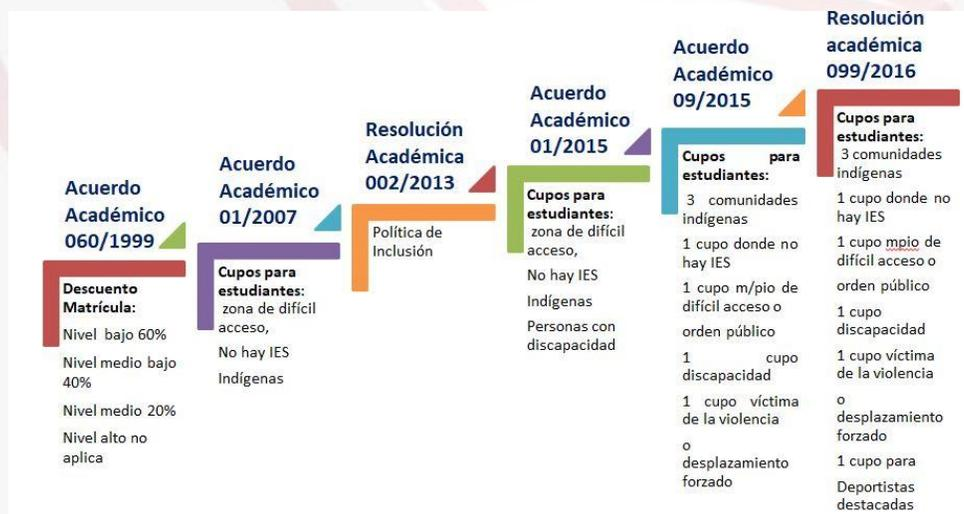 Acuerdo
Académico
060/1999
Descuento
Matrícula:
Nivel bajo 60%
Nivel medio bajo
40%
Nivel medio 20%
Nivel alto no
aplica
Acuerdo
Académico
01/2007
Cupos para
estudiantes:
zona de difícil
acceso,
No hay IES
Indígenas
Resolución
Académica
002/2013
Política de
Inclusión
Acuerdo
Académico
01/2015
Cupos para
estudiantes:
zona de difícil
acceso,
No hay IES
Indígenas
Personas con
discapacidad
Acuerdo
Académico
09/2015
Cupos para
estudiantes:
3 comunidades
indígenas
1 cupo donde no
hay IES
1 cupo m/pio de
difícil acceso o
orden público
1 cupo
discapacidad
1 cupo víctima
de la violencia
o
desplazamiento
forzado
Resolución
académica
099/2016
Cupos para
estudiantes:
3 comunidades
indígenas
1 cupo donde no
hay IES
1 cupo mpio de
difícil acceso o
orden público
1 cupo
discapacidad
1 cupo víctima
de la violencia
o
desplazamiento
forzado
1 cupo para
Deportistas
destacadas